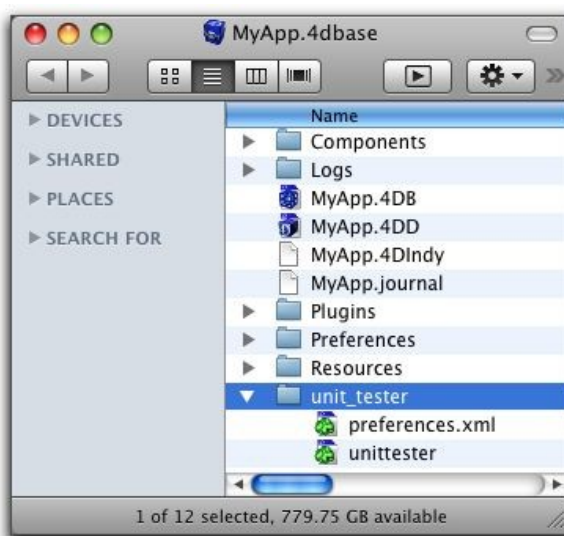 MyApp.4dbase
DEVICES
SHARED
PLACES
SEARCH FOR
Name
Components
Logs
MyApp.4DB
MyApp.4DD
MyApp.4DIndy
MyApp.journal
Plugins
Preferences
Resources
unit_tester
preferences.xml
unittester
1 of 12 selected, 779.75 GB available